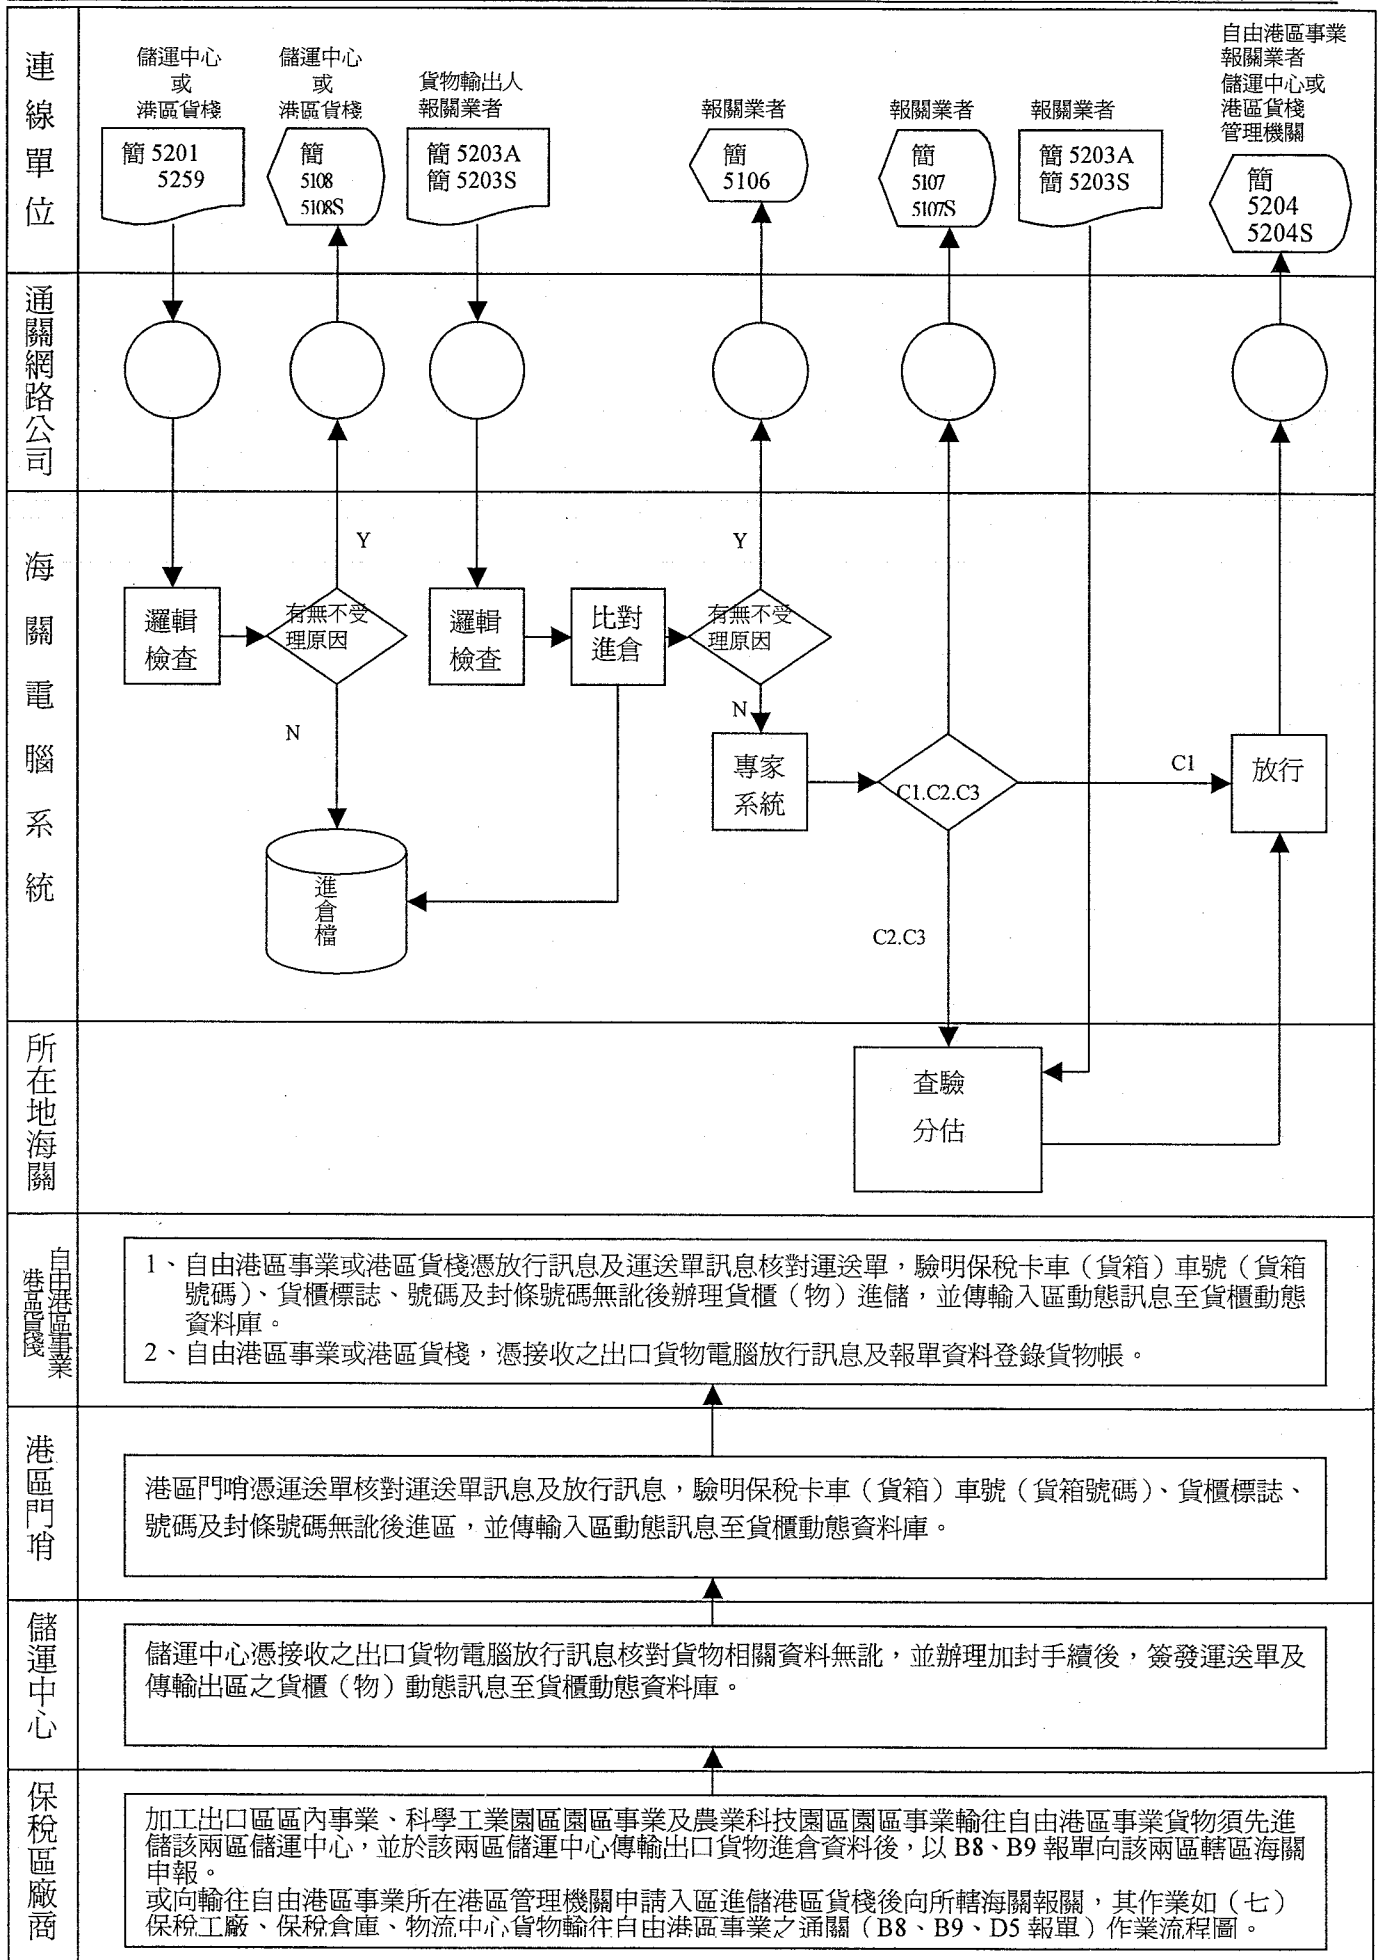 連線單位
儲運中心
或
港區貨棧
簡 5201
5259
儲運中心
或
港區貨棧
簡
5108
5108S
貨物輸出人
報關業者
簡 5203A
簡 5203S
報關業者
簡
5106
報關業者
簡
5107
5107S
報關業者
簡 5203A
簡 5203S
自由港區事業
報關業者
儲運中心或
港區貨棧
管理機關
簡
5204
5204S
通關網路公司
海關電腦系統
邏輯
檢查
有無不受
理原因
Y
N
進倉檔
邏輯
檢查
比對
進倉
有無不受
理原因
Y
N
專家
系統
C1.C2.C3
C1
放行
C2.C3
所在地海關
查驗
分估
自由港區事業
港區貨棧
1、自由港區事業或港區貨棧憑放行訊息及運送單訊息核對運送單，驗明保稅卡車（貨箱）車號（貨箱
號碼）、貨櫃標誌、號碼及封條號碼無訛後辦理貨櫃（物）進儲，並傳輸入區動態訊息至貨櫃動態
資料庫。
2、自由港區事業或港區貨棧，憑接收之出口貨物電腦放行訊息及報單資料登錄貨物帳。
港區門哨
港區門哨憑運送單核對運送單訊息及放行訊息，驗明保稅卡車（貨箱）車號（貨箱號碼）、貨櫃標誌、
號碼及封條號碼無訛後進區，並傳輸入區動態訊息至貨櫃動態資料庫。
儲運中心
儲運中心憑接收之出口貨物電腦放行訊息核對貨物相關資料無訛，並辦理加封手續後，簽發運送單及
傳輸出區之貨櫃（物）動態訊息至貨櫃動態資料庫。
保稅區廠商
加工出口區區內事業、科學工業園區園區事業及農業科技園區園區事業輸往自由港區事業貨物須先進
儲該兩區儲運中心，並於該兩區儲運中心傳輸出口貨物進倉資料後，以 B8、B9 報單向該兩區轄區海關
申報。
或向輸往自由港區事業所在港區管理機關申請入區進儲港區貨棧後向所轄海關報關，其作業如（七）
保稅工廠、保稅倉庫、物流中心貨物輸往自由港區事業之通關（B8、B9、D5 報單）作業流程圖。